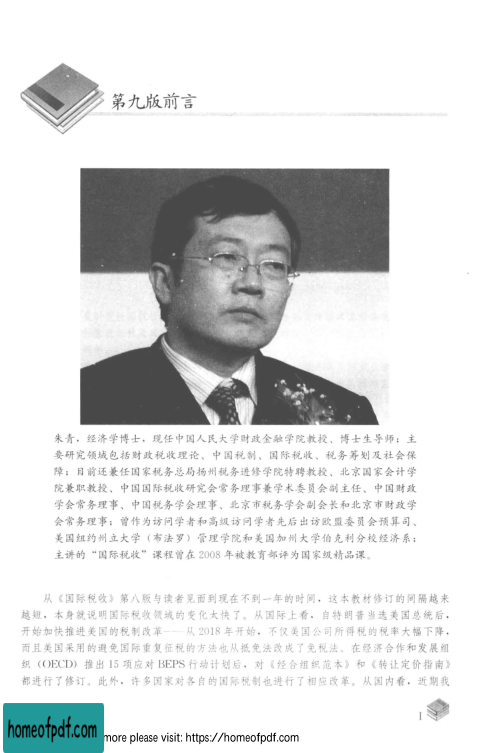 第九版前言
朱青，经济学博士，现任中国人民大学财政金融学院教授、博士生导师；主
要研究领域包括财政税收理论、中国税制、国际税收、税务筹划及社会保
障；目前还兼任国家税务总局扬州税务进修学院特聘教授、北京国家会计学
院兼职教授、中国国际税收研究会常务理事兼学术委员会副主任、中国财政
学会常务理事、中国税务学会理事、北京市税务学会副会长和北京市财政学
会常务理事；曾作为访问学者和高级访问学者先后出访欧盟委员会预算司、
美国纽约州立大学（布法罗）管理学院和美国加州大学伯克利分校经济系；
主讲的“国际税收”课程曾在 2008 年被教育部评为国家级精品课。
从《国际税收》第八版与读者见面到现在不到一年的时间，这本教材修订的间隔越来
越短，本身就说明国际税收领域的变化太快了。从国际上看，自特朗普当选美国总统后，
开始加快推进美国的税制改革——从 2018 年开始，不仅美国公司所得税的税率大幅下降，
而且美国采用的避免国际重复征税的方法也从抵免法改成了免税法。在经济合作和发展组
织（OECD）推出 15 项应对 BEPS 行动计划后，对《经合组织范本》和《转让定价指南》
都进行了修订。此外，许多国家对各自的国际税制也进行了相应改革。从国内看，近期我
1
homeofpdf.com
more please visit: https://homeofpdf.com